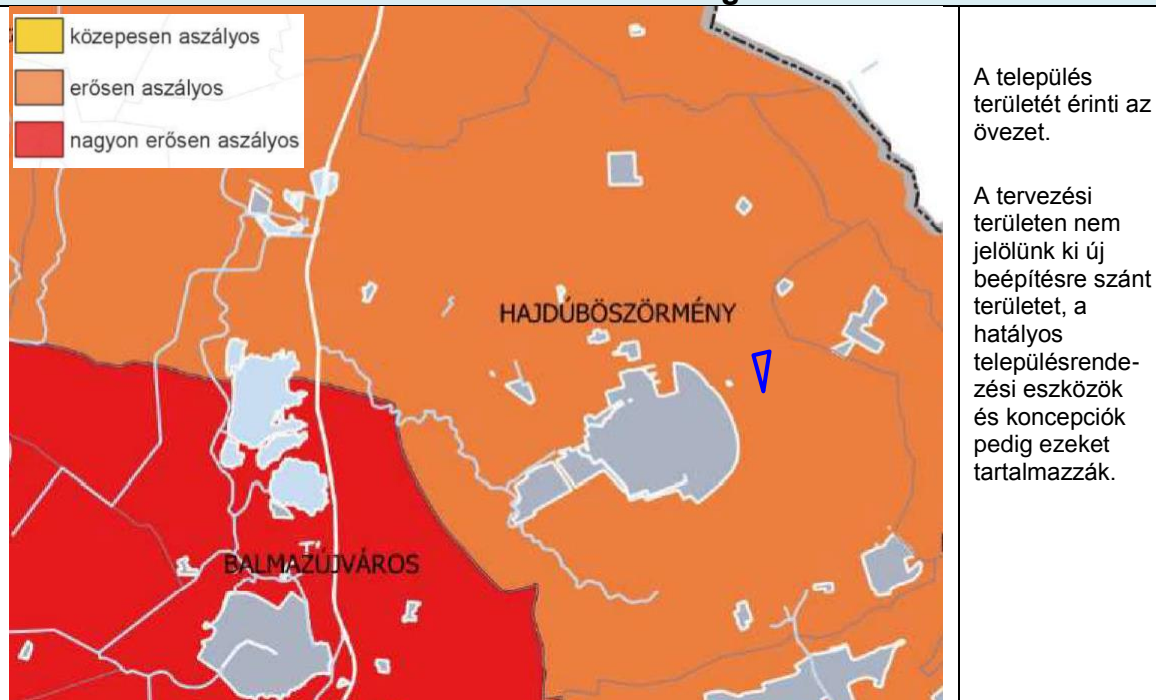 közepesen aszályos
erősen aszályos
nagyon erősen aszályos
HAJDÚBÖSZÖRMÉNY
BALMAZÚJVÁROS
A település
területét érinti az
övezet.
A tervezési
területen nem
jelölünk ki új
beépítésre szánt
területet, a
hatályos
településrende-
zési eszközök
és koncepciók
pedig ezeket
tartalmazzák.